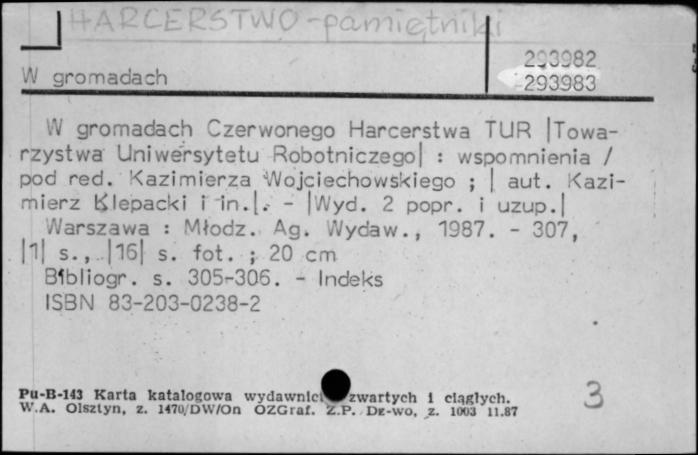 HARCERSTWO - pamiętniki
293982
W gromadach
293983
W gromadach Czerwonego Harcerstwa TUR |Towa-
rzystwa Uniwersytetu Robotniczego| : wspomnienia /
pod red. Kazimierza Wojciechowskiego ; | aut. Kazi-
mierz Klepacki i in.|. - |Wyd. 2 popr. i uzup.|
Warszawa : Młodz. Ag. Wydaw., 1987. - 307,
|1| s., |16| s. fot. ; 20 cm
Bibliogr. s. 305-306. - Indeks
ISBN 83-203-0238-2
Pu-B-143 Karta katalogowa zwartych i ciągłych.
W.A. Olsztyn, z. 1470/DW/On OZGraf. Z.P. Dz-wo, z. 1003 11.87
3